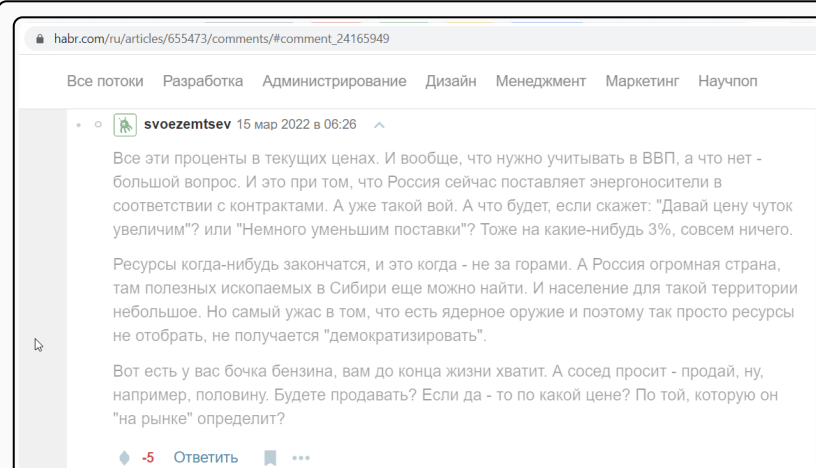 habr.com/ru/articles/655473/comments/#comment_24165949
Все потоки Разработка Администрирование Дизайн Менеджмент Маркетинг Научпоп
svoezemtsev 15 мар 2022 в 06:26
Все эти проценты в текущих ценах. И вообще, что нужно учитывать в ВВП, а что нет -
большой вопрос. И это при том, что Россия сейчас поставляет энергоносители в
соответствии с контрактами. А уже такой вой. А что будет, если скажет: "Давай цену чуток
увеличим"? или "Немного уменьшим поставки"? Тоже на какие-нибудь 3%, совсем ничего.
Ресурсы когда-нибудь закончатся, и это когда - не за горами. А Россия огромная страна,
там полезных ископаемых в Сибири еще можно найти. И население для такой территории
небольшое. Но самый ужас в том, что есть ядерное оружие и поэтому так просто ресурсы
не отобрать, не получается "демократизировать".
Вот есть у вас бочка бензина, вам до конца жизни хватит. А сосед просит - продай, ну,
например, половину. Будете продавать? Если да - то по какой цене? По той, которую он
"на рынке" определит?
-5 Ответить